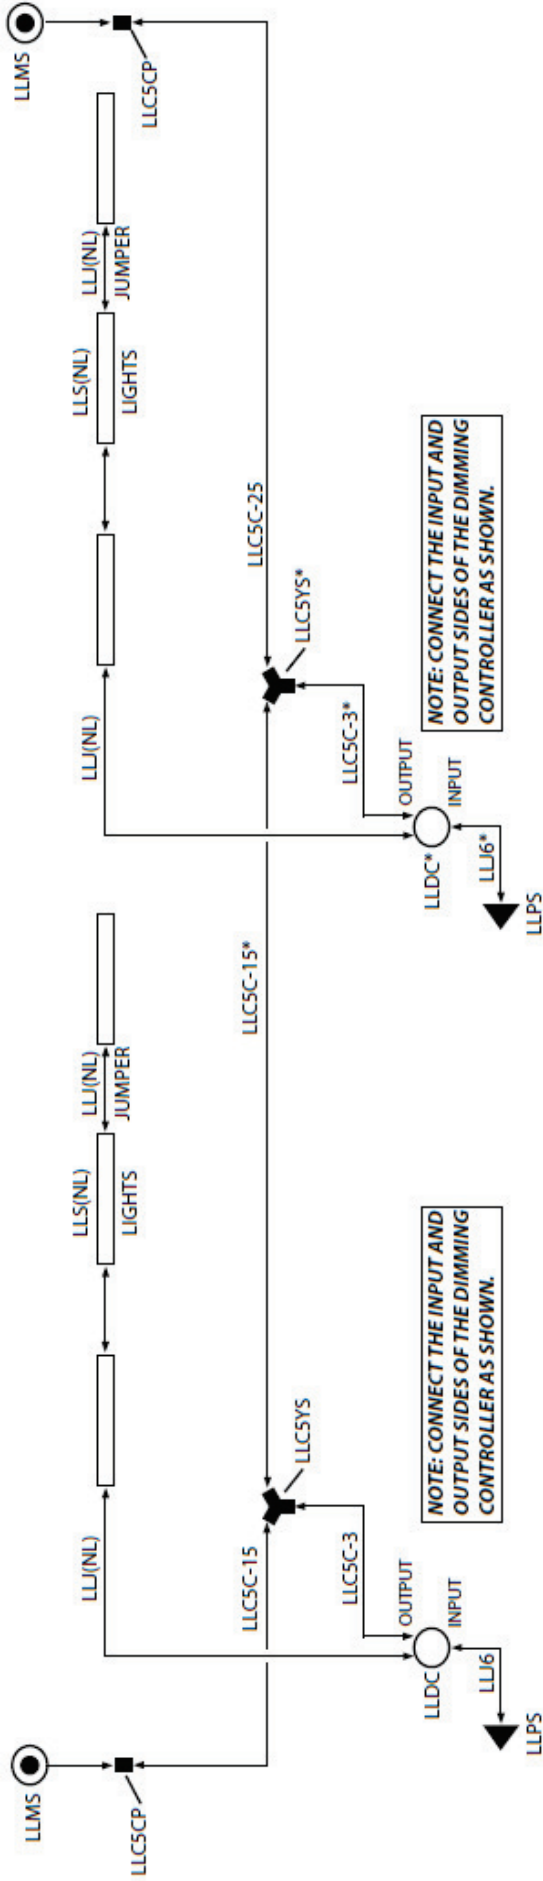 LLMS
LLC5CP
LLJ(NL)
LLS(NL)
LIGHTS
LLJ(NL)
JUMPER
LLC5C-15
LLC5YS
LLC5C-3
OUTPUT
INPUT
LLDC
LLJ6
LLPS
NOTE: CONNECT THE INPUT AND
OUTPUT SIDES OF THE DIMMING
CONTROLLER AS SHOWN.
LLC5C-15*
LLJ(NL)
LLS(NL)
LIGHTS
LLJ(NL)
JUMPER
LLC5C-25
LLC5YS*
LLC5C-3*
OUTPUT
INPUT
LLDC*
LLJ6*
LLPS
NOTE: CONNECT THE INPUT AND
OUTPUT SIDES OF THE DIMMING
CONTROLLER AS SHOWN.
LLMS
LLC5CP